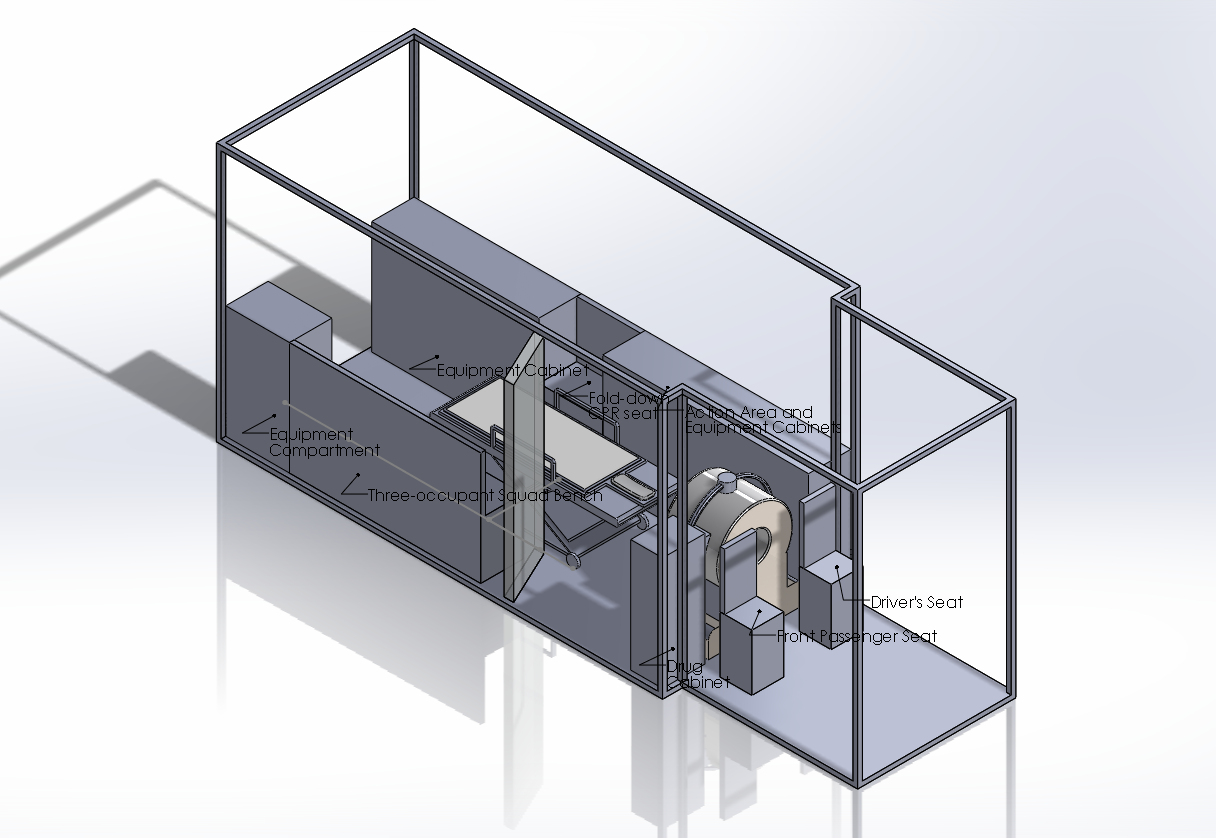 Equipment Cabinet
Fold-down
CPR seat
Action Area and
Equipment Cabinets
Equipment
Compartment
Three-occupant Squad Bench
Driver's Seat
Front Passenger Seat
Drug
Cabinet